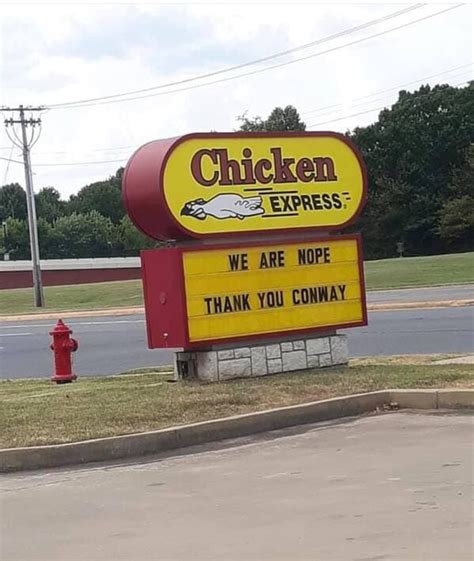 Chicken
EXPRESS
WE ARE NOPE
THANK YOU CONWAY